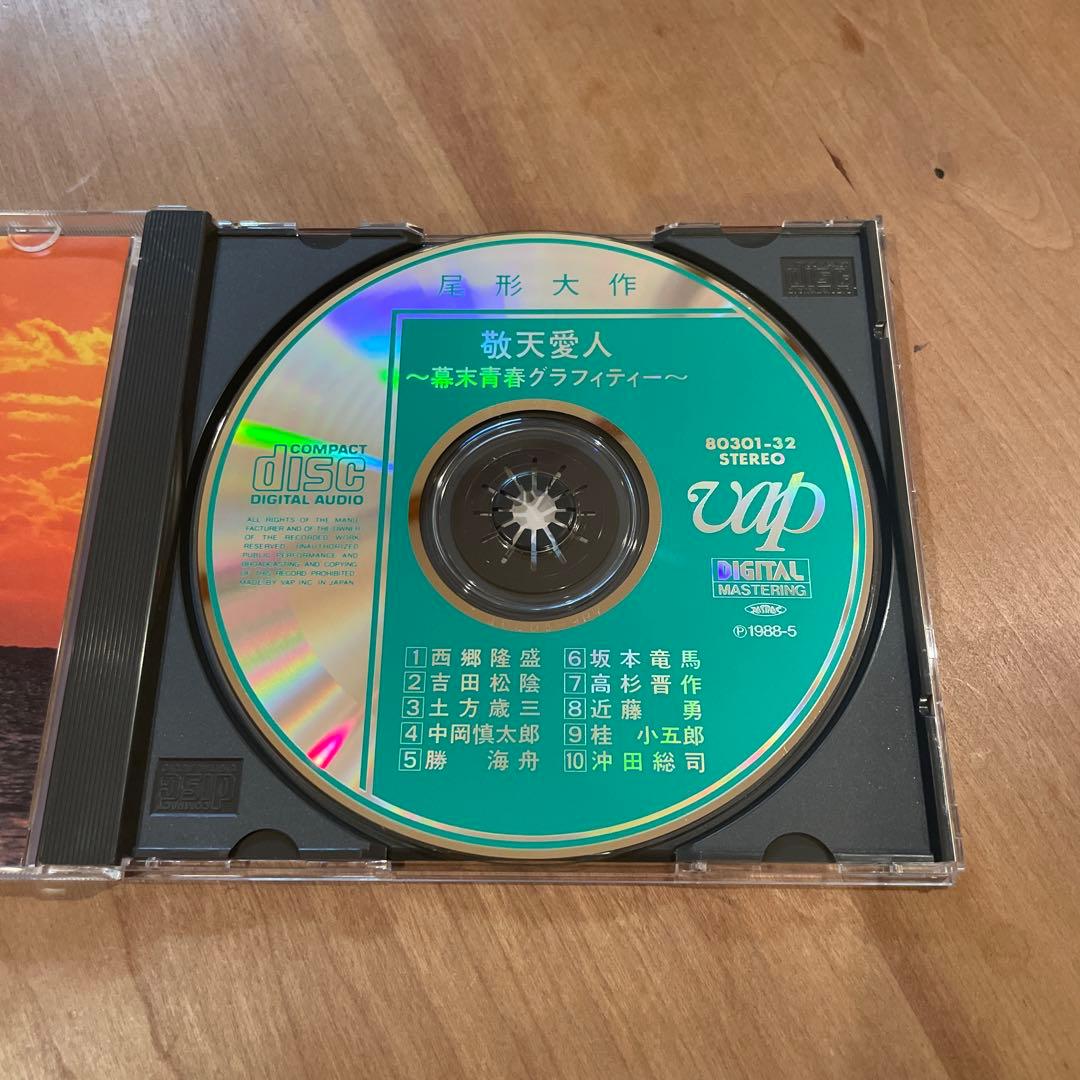 尾形大作
敬天愛人
～幕末青春グラフィティー～
COMPACT
disc
DIGITAL AUDIO
ALL RIGHTS OF THE MANU
FACTURER AND OF THE OWNER
OF THE RECORDED WORK
RESERVED. UNAUTHORIZED
PUBLIC PERFORMANCE AND
BROADCASTING AND COPYING
OF THIS RECORD PROHIBITED.
MADE BY VAP INC. IN JAPAN.
80301-32
STEREO
vap
DIGITAL
MASTERING
Ⓟ1988-5
1 西郷隆盛
2 吉田松陰
3 土方歳三
4 中岡慎太郎
5 勝 海舟
6 坂本竜馬
7 高杉晋作
8 近藤 勇
9 桂 小五郎
10 沖田総司